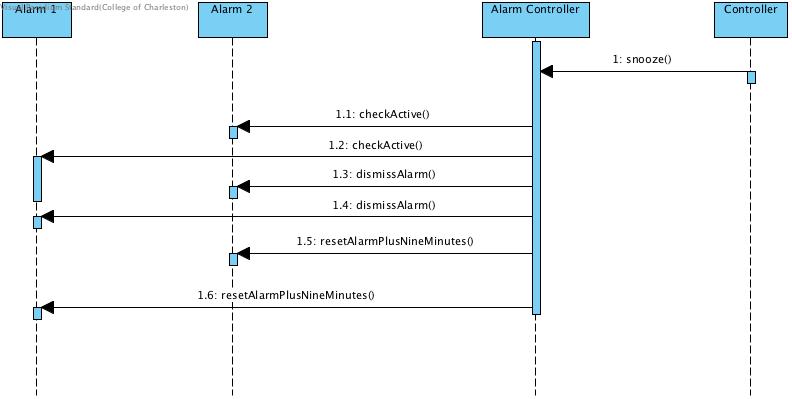 Visual Paradigm Standard(College of Charleston)
Alarm 1
Alarm 2
Alarm Controller
Controller
1: snooze()
1.1: checkActive()
1.2: checkActive()
1.3: dismissAlarm()
1.4: dismissAlarm()
1.5: resetAlarmPlusNineMinutes()
1.6: resetAlarmPlusNineMinutes()